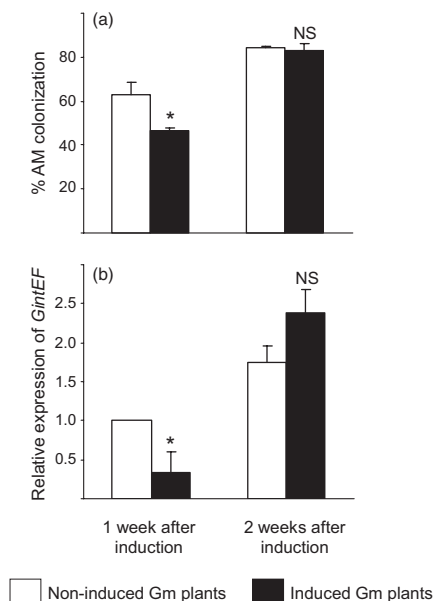 (a)
NS
80
60
40
20
*
% AM colonization
(b)
NS
2.5
2.0
1.5
1.0
0.5
*
Relative expression of GintEF
1 week after
induction
2 weeks after
induction
Non-induced Gm plants
Induced Gm plants